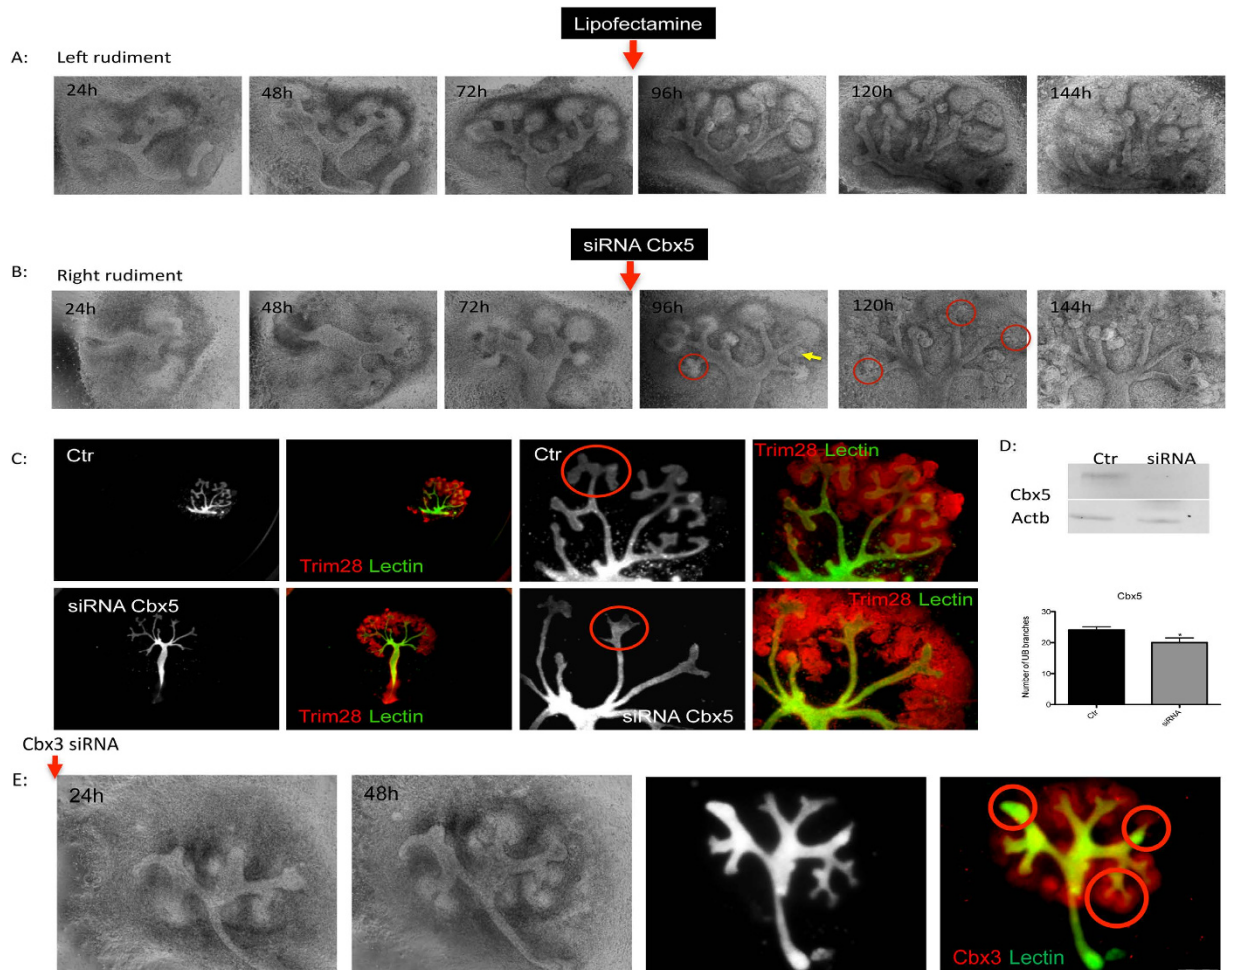 Lipofectamine
A: Left rudiment
24h 48h 72h 96h 120h 144h
siRNA Cbx5
B: Right rudiment
24h 48h 72h 96h 120h 144h
C: Ctr Trim28 Lectin Ctr Trim28 Lectin
siRNA Cbx5 Trim28 Lectin siRNA Cbx5 Trim28 Lectin
D:
Ctr siRNA
Cbx5
Actb
Cbx5
Number of UB branches
30
20
10
0
*
Ctr siRNA
Cbx3 siRNA
E: 24h 48h Cbx3 Lectin